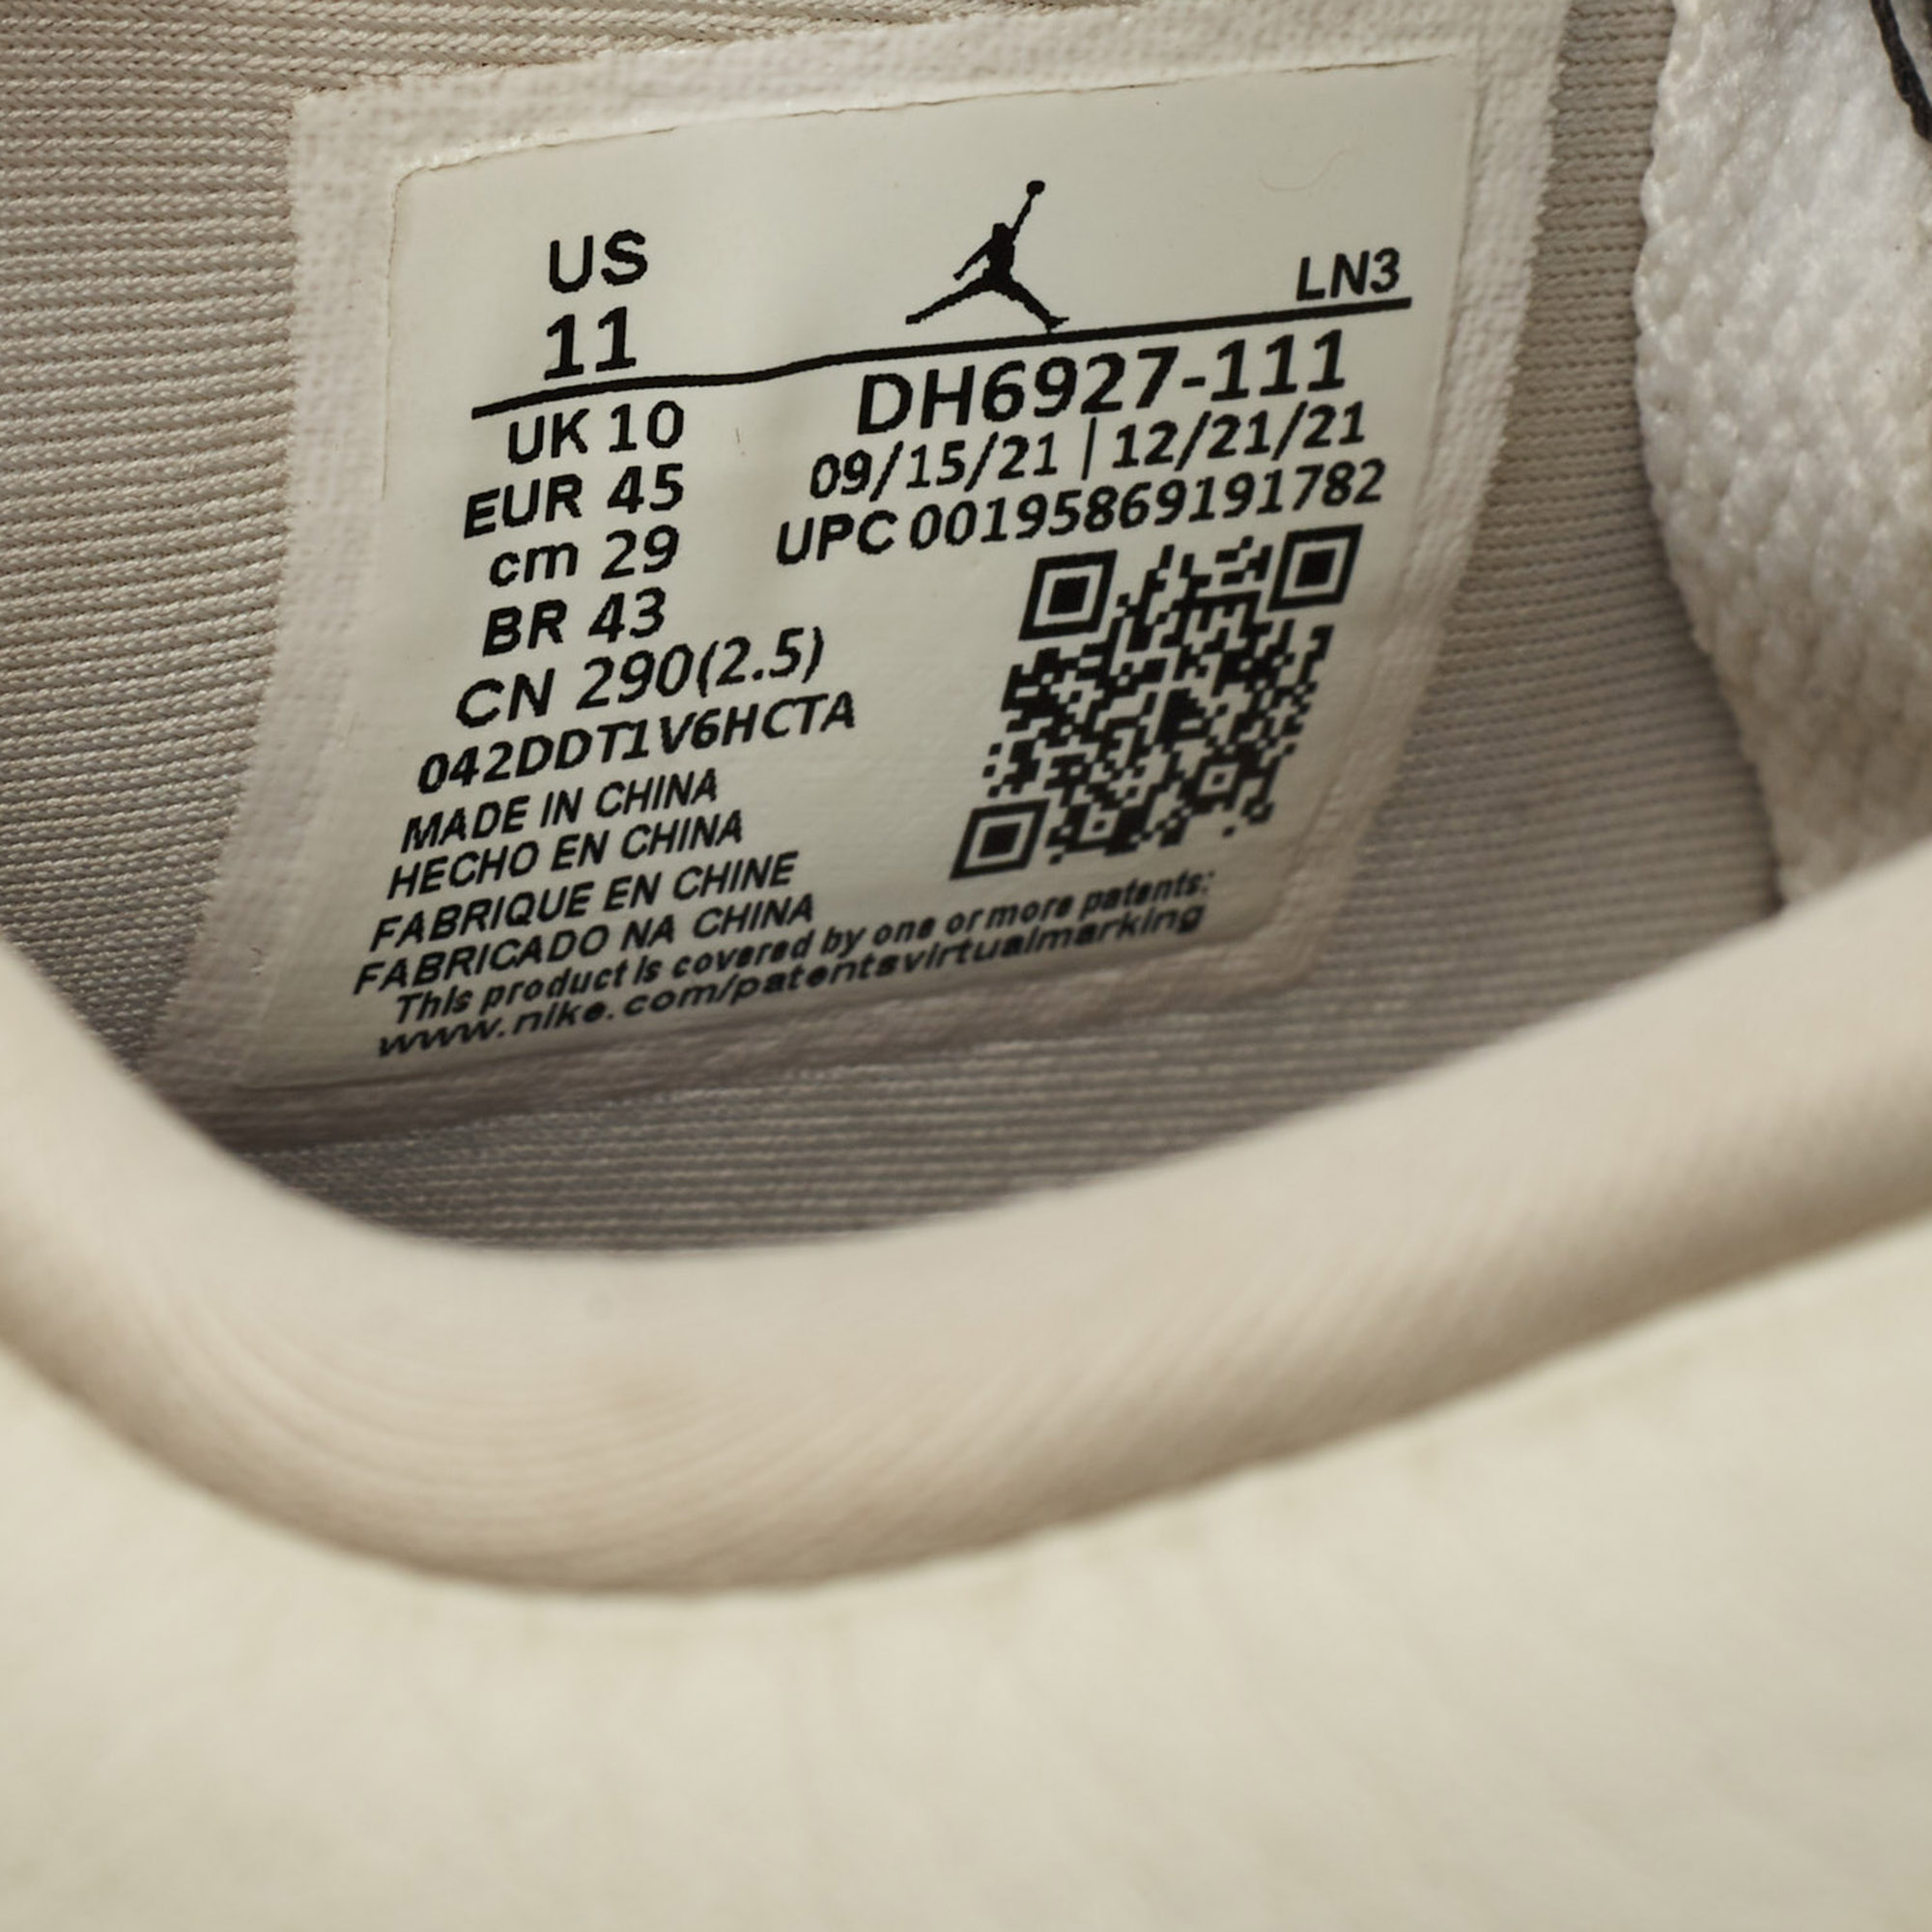 US
11
LN3
UK 10
EUR 45
cm 29
BR 43
CN 290(2.5)
042DDT1V6HCTA
DH6927-111
09/15/21 | 12/21/21
UPC 00195869191782
MADE IN CHINA
HECHO EN CHINA
FABRIQUE EN CHINE
FABRICADO NA CHINA
This product is covered by one or more patents:
www.nike.com/patentsvirtualmarking